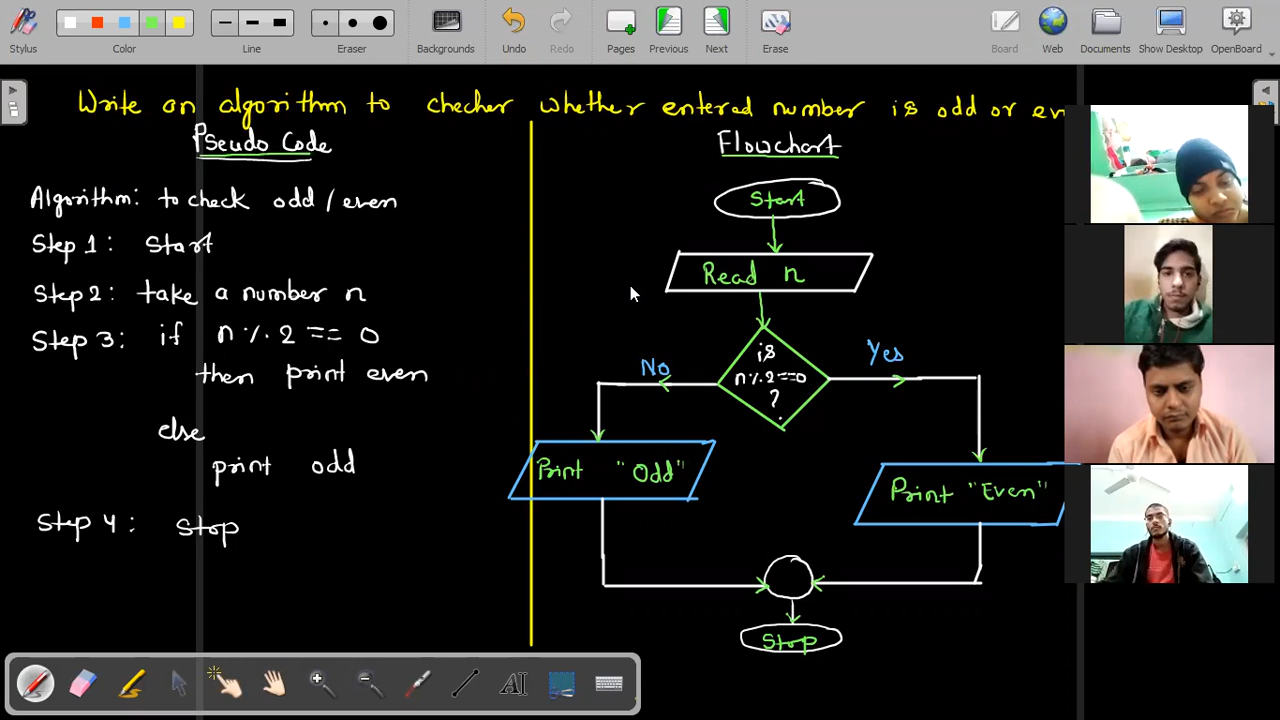 Stylus
Color
Line
Eraser
Backgrounds
Undo
Redo
Pages
Previous
Next
Erase
Board
Web
Documents
Show Desktop
OpenBoard
Write an algorithm to checher whether entered number is odd or ev
Pseudo Code
Algorithm: to check odd / even
Step 1: Start
Step 2: take a number n
Step 3: if n % 2 == 0
then print even
else
print odd
Step 4: Stop
Flowchart
Start
Read n
is
n % 2 == 0
?
No
Yes
Print "Odd"
Print "Even"
Stop
AI